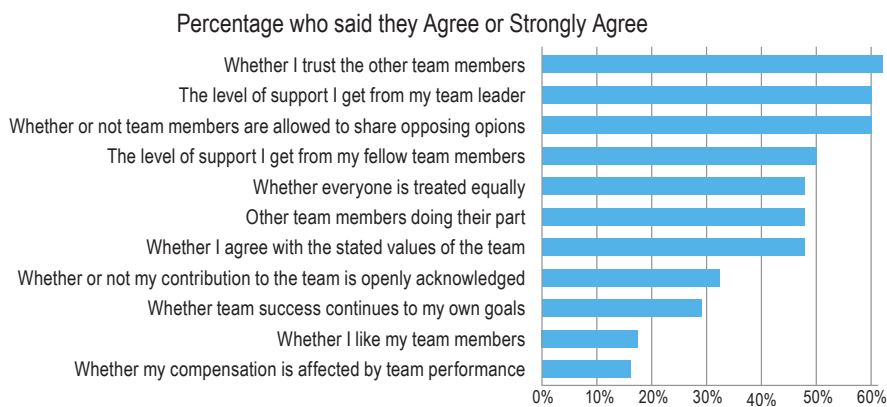 Percentage who said they Agree or Strongly Agree
Whether I trust the other team members
The level of support I get from my team leader
Whether or not team members are allowed to share opposing opions
The level of support I get from my fellow team members
Whether everyone is treated equally
Other team members doing their part
Whether I agree with the stated values of the team
Whether or not my contribution to the team is openly acknowledged
Whether team success continues to my own goals
Whether I like my team members
Whether my compensation is affected by team performance
0% 10% 20% 30% 40% 50% 60%